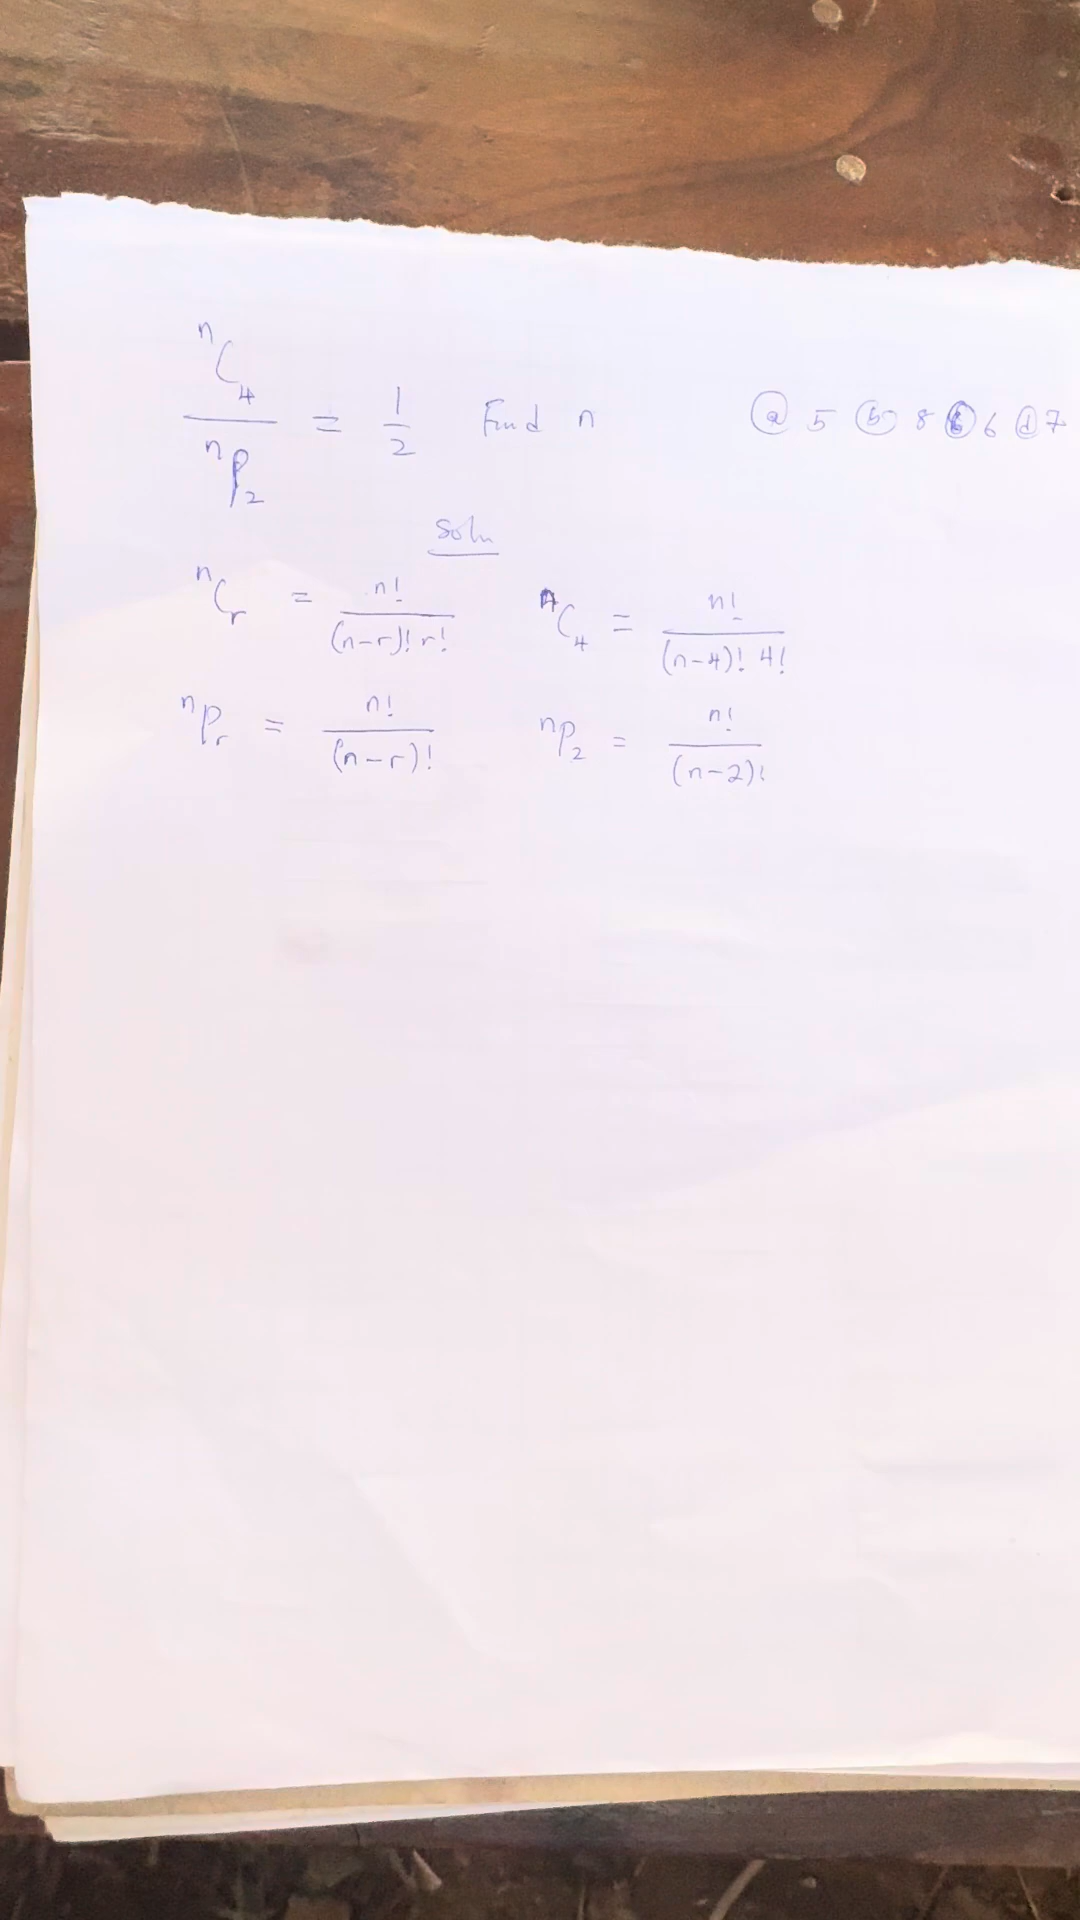 ⁿC₄ / ⁿP₂ = 1/2 Find n (a) 5 (b) 8 (c) 6 (d) 7
Soln
ⁿCᵣ = n! / (n-r)! r! ⁿC₄ = n! / (n-4)! 4!
ⁿPᵣ = n! / (n-r)! ⁿP₂ = n! / (n-2)!